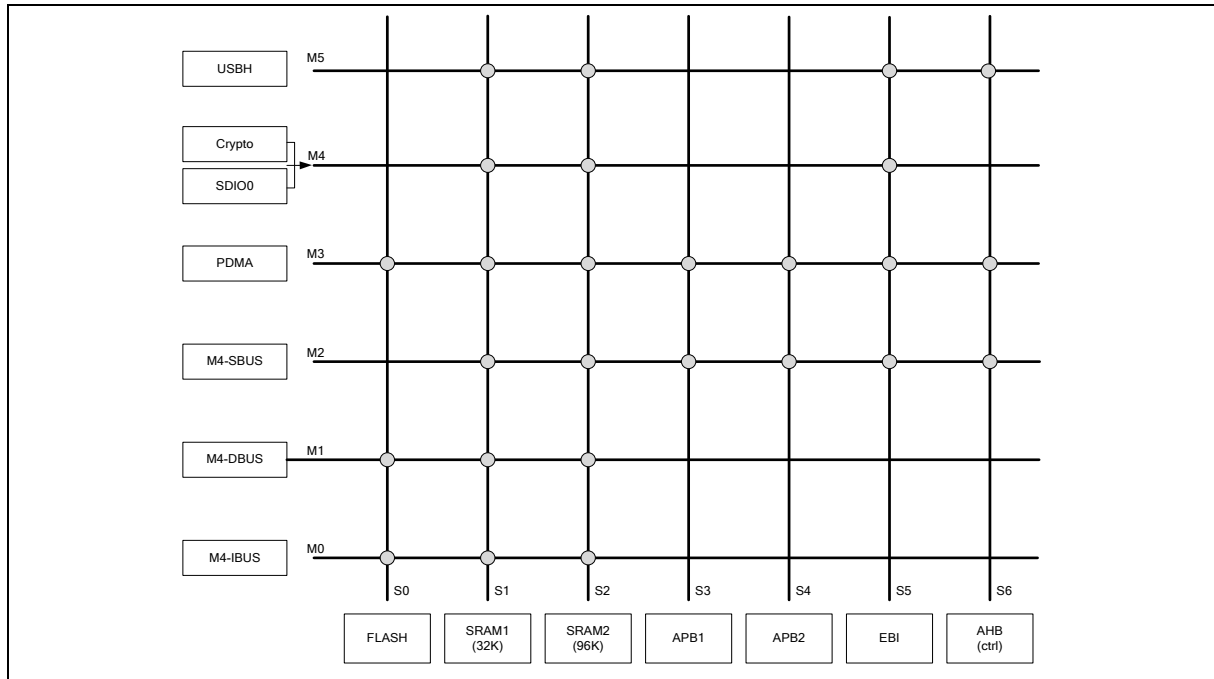 M5
USBH
Crypto
M4
SDIO0
M3
PDMA
M2
M4-SBUS
M1
M4-DBUS
M0
M4-IBUS
S0 S1 S2 S3 S4 S5 S6
FLASH
SRAM1
(32K)
SRAM2
(96K)
APB1
APB2
EBI
AHB
(ctrl)